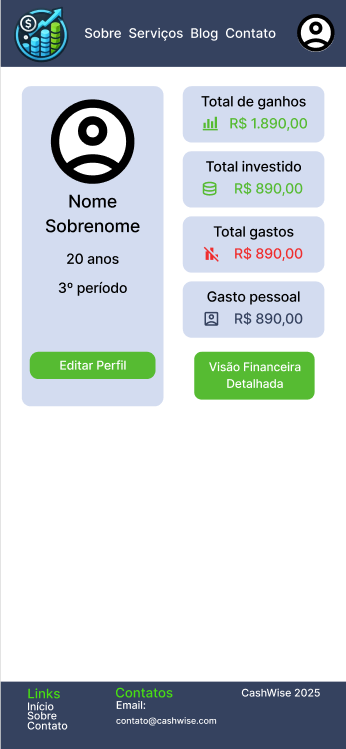 Sobre Serviços Blog Contato
Nome
Sobrenome
20 anos
3º período
Editar Perfil
Total de ganhos
R$ 1.890,00
Total investido
R$ 890,00
Total gastos
R$ 890,00
Gasto pessoal
R$ 890,00
Visão Financeira
Detalhada
Links
Início
Sobre
Contato
Contatos
Email:
contato@cashwise.com
CashWise 2025